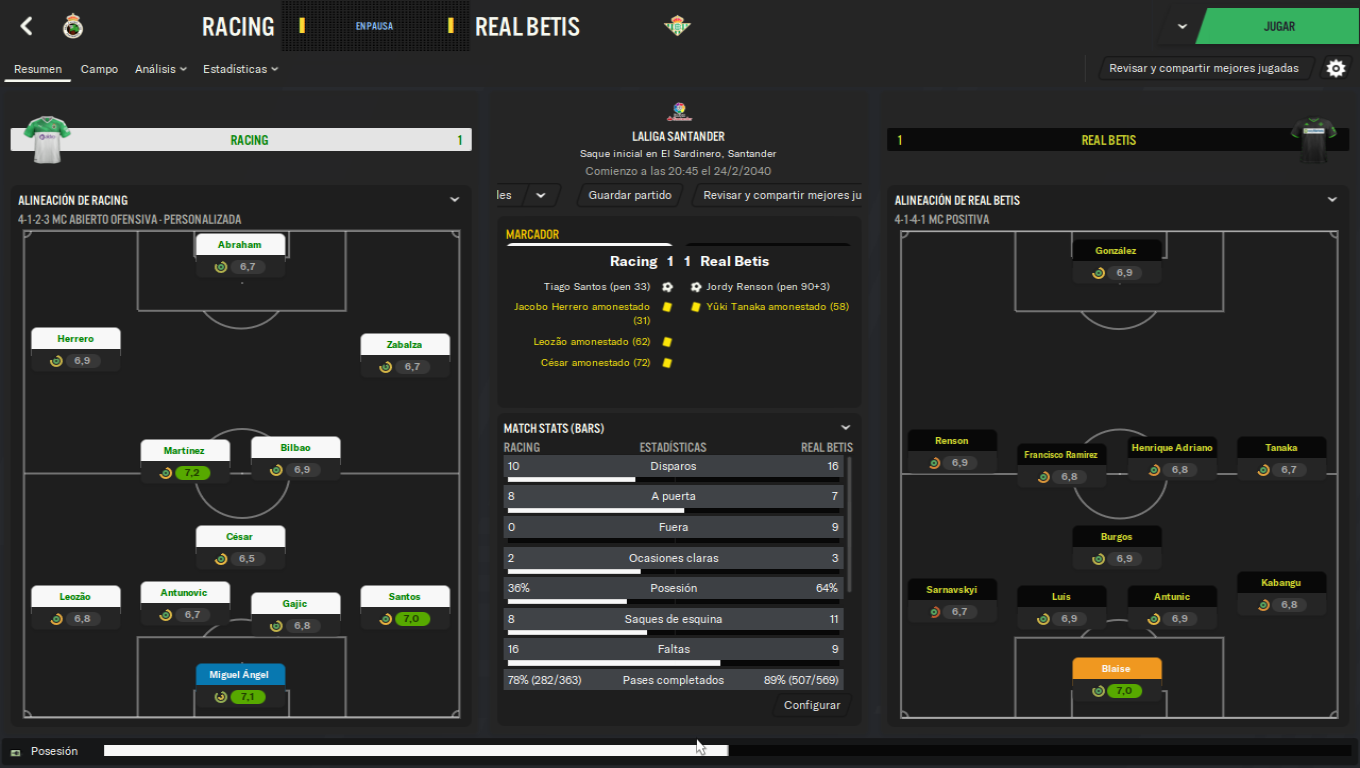 RACING
EN PAUSA
REAL BETIS
JUGAR
Resumen
Campo
Análisis
Estadísticas
Revisar y compartir mejores jugadas
RACING 1
LALIGA SANTANDER
Saque inicial en El Sardinero, Santander
Comienzo a las 20:45 el 24/2/2040
1 REAL BETIS
les
Guardar partido
Revisar y compartir mejores ju
ALINEACIÓN DE RACING
4-1-2-3 MC ABIERTO OFENSIVA - PERSONALIZADA
Abraham
6,7
Herrero
6,9
Zabalza
6,7
Martínez
7,2
Bilbao
6,9
César
6,5
Leozão
6,8
Antunovic
6,7
Gajic
6,8
Santos
7,0
Miguel Ángel
7,1
MARCADOR
Racing 1 1 Real Betis
Tiago Santos (pen 33)
Jordy Renson (pen 90+3)
Jacobo Herrero amonestado
(31)
Yûki Tanaka amonestado (58)
Leozão amonestado (62)
César amonestado (72)
MATCH STATS (BARS)
RACING ESTADÍSTICAS REAL BETIS
10 Disparos 16
8 A puerta 7
0 Fuera 9
2 Ocasiones claras 3
36% Posesión 64%
8 Saques de esquina 11
16 Faltas 9
78% (282/363) Pases completados 89% (507/569)
Configurar
ALINEACIÓN DE REAL BETIS
4-1-4-1 MC POSITIVA
González
6,9
Renson
6,9
Francisco Ramírez
6,8
Henrique Adriano
6,8
Tanaka
6,7
Burgos
6,9
Sarnavskyi
6,7
Luis
6,9
Antunic
6,9
Kabangu
6,8
Blaise
7,0
Posesión